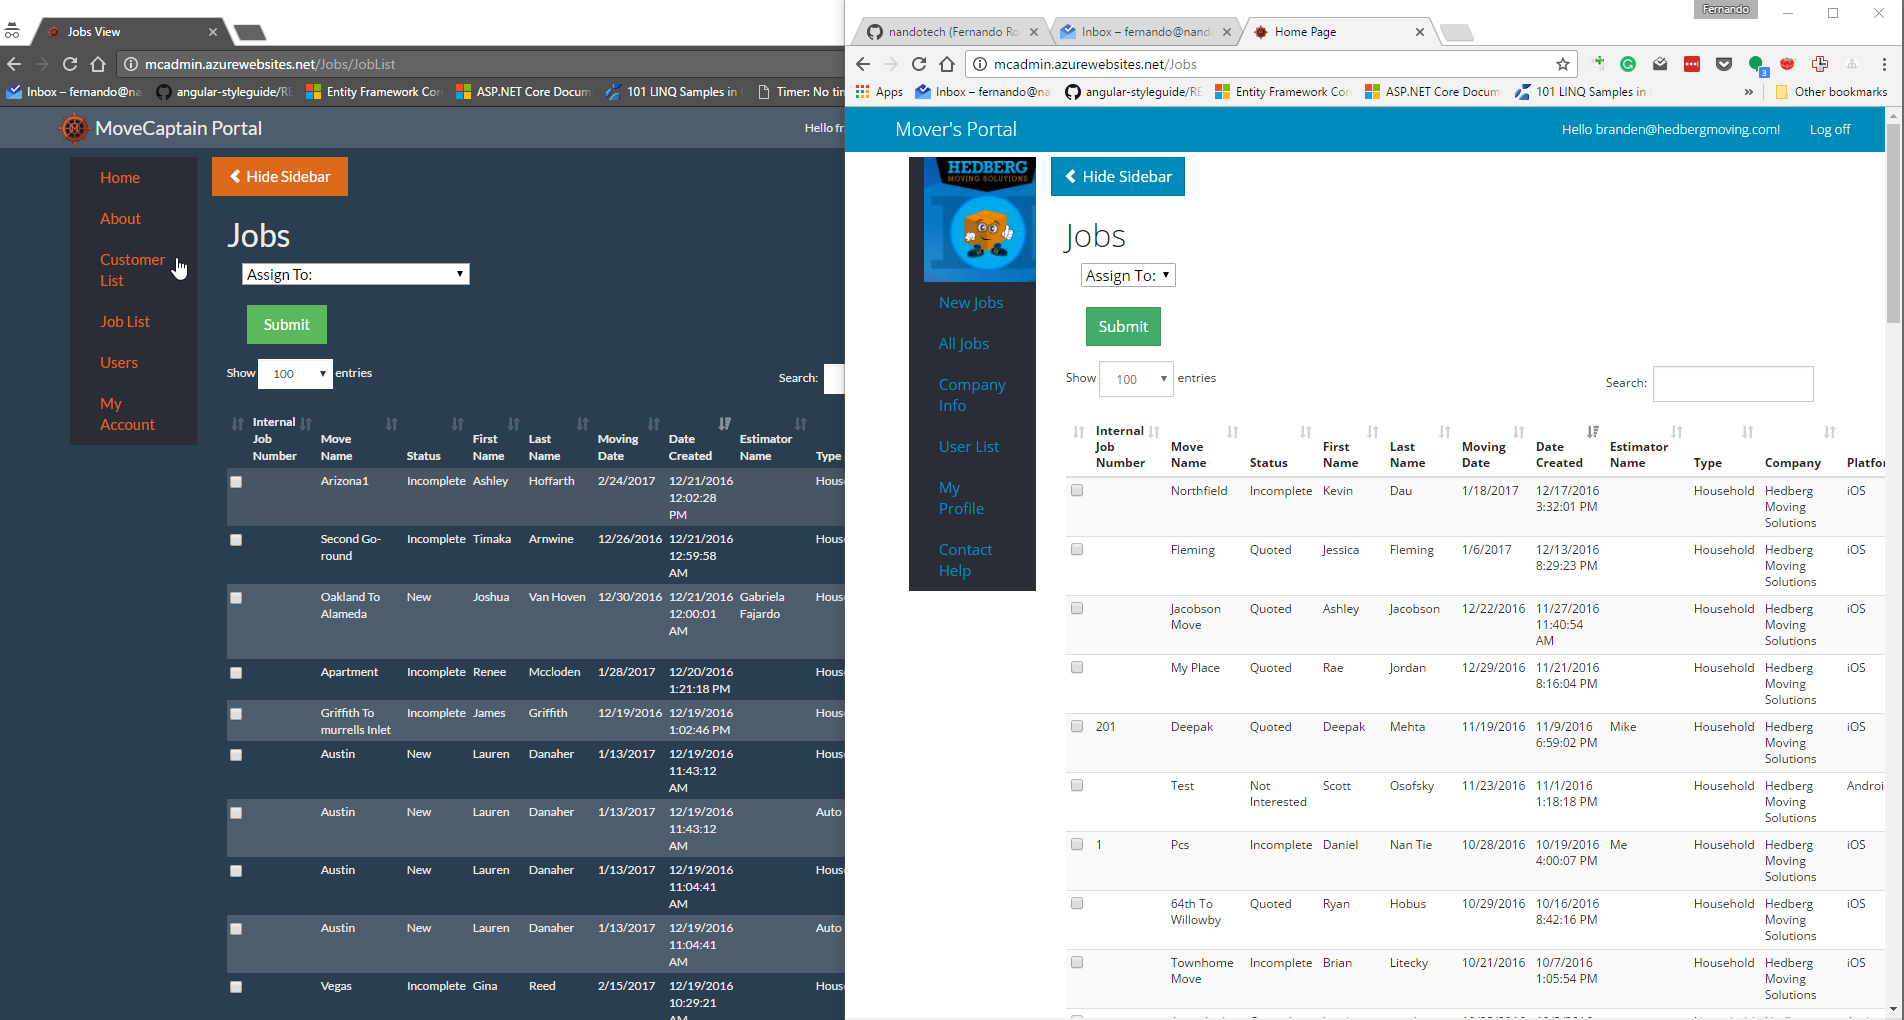 Jobs View
mcadmin.azurewebsites.net/Jobs/JobList
Inbox – fernando@na
angular-styleguide/RE
Entity Framework Cor
ASP.NET Core Docum
101 LINQ Samples in
Timer: No tin
MoveCaptain Portal
Hello fr
Home
About
Customer
List
Job List
Users
My
Account
Hide Sidebar
Jobs
Assign To:
Submit
Show 100 entries
Search:
Internal Job Number Move Name Status First Name Last Name Moving Date Date Created Estimator Name Type
Arizona1 Incomplete Ashley Hoffarth 2/24/2017 12/21/2016 12:02:28 PM Hous
Second Go-round Incomplete Timaka Arnwine 12/26/2016 12/21/2016 12:59:58 AM Hous
Oakland To Alameda New Joshua Van Hoven 12/30/2016 12/21/2016 12:00:01 AM Gabriela Fajardo Hous
Apartment Incomplete Renee Mccloden 1/28/2017 12/20/2016 1:21:18 PM Hous
Griffith To murrells Inlet Incomplete James Griffith 12/19/2016 12/19/2016 1:02:46 PM Hous
Austin New Lauren Danaher 1/13/2017 12/19/2016 11:43:12 AM Hous
Austin New Lauren Danaher 1/13/2017 12/19/2016 11:43:12 AM Auto
Austin New Lauren Danaher 1/13/2017 12/19/2016 11:04:41 AM Hous
Austin New Lauren Danaher 1/13/2017 12/19/2016 11:04:41 AM Auto
Vegas Incomplete Gina Reed 2/15/2017 12/19/2016 10:29:21 AM Hous
Fernando
nandotech (Fernando Ro
Inbox – fernando@nand
Home Page
mcadmin.azurewebsites.net/Jobs
3
Apps
Inbox – fernando@na
angular-styleguide/RE
Entity Framework Cor
ASP.NET Core Docum
101 LINQ Samples in
»
Other bookmarks
Mover's Portal
Hello branden@hedbergmoving.com!
Log off
HEDBERG
MOVING SOLUTIONS
New Jobs
All Jobs
Company
Info
User List
My
Profile
Contact
Help
Hide Sidebar
Jobs
Assign To:
Submit
Show 100 entries
Search:
Internal Job Number Move Name Status First Name Last Name Moving Date Date Created Estimator Name Type Company Platfor
Northfield Incomplete Kevin Dau 1/18/2017 12/17/2016 3:32:01 PM Household Hedberg Moving Solutions iOS
Fleming Quoted Jessica Fleming 1/6/2017 12/13/2016 8:29:23 PM Household Hedberg Moving Solutions iOS
Jacobson Move Quoted Ashley Jacobson 12/22/2016 11/27/2016 11:40:54 AM Household Hedberg Moving Solutions iOS
My Place Quoted Rae Jordan 12/29/2016 11/21/2016 8:16:04 PM Household Hedberg Moving Solutions iOS
201 Deepak Quoted Deepak Mehta 11/19/2016 11/9/2016 6:59:02 PM Mike Household Hedberg Moving Solutions iOS
Test Not Interested Scott Osofsky 11/23/2016 11/1/2016 1:18:18 PM Household Hedberg Moving Solutions Androi
1 Pcs Incomplete Daniel Nan Tie 10/28/2016 10/19/2016 4:00:07 PM Me Household Hedberg Moving Solutions iOS
64th To Willowby Quoted Ryan Hobus 10/29/2016 10/16/2016 8:42:16 PM Household Hedberg Moving Solutions iOS
Townhome Move Incomplete Brian Litecky 10/21/2016 10/7/2016 1:05:54 PM Household Hedberg Moving Solutions iOS